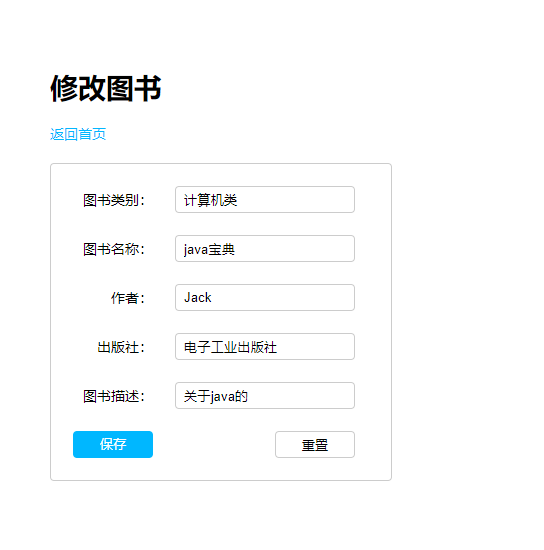 修改图书
返回首页
图书类别： 计算机类
图书名称： java宝典
作者： Jack
出版社： 电子工业出版社
图书描述： 关于java的
保存 重置